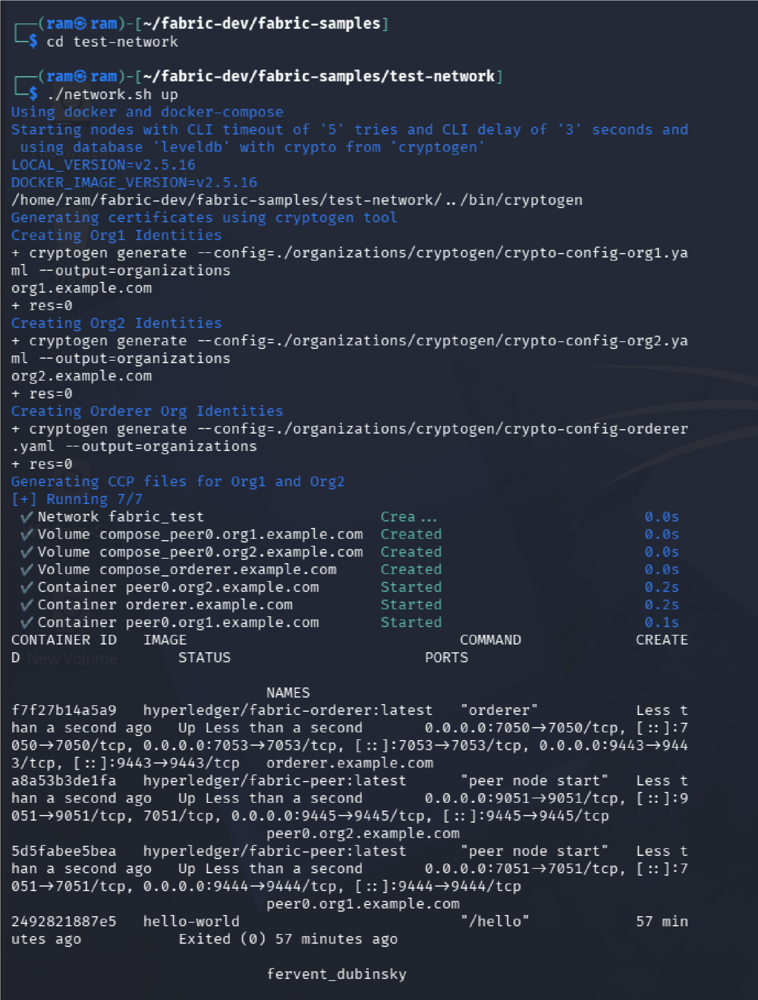 ┌──(ram㉿ram)-[~/fabric-dev/fabric-samples]
└─$ cd test-network
┌──(ram㉿ram)-[~/fabric-dev/fabric-samples/test-network]
└─$ ./network.sh up
Using docker and docker-compose
Starting nodes with CLI timeout of '5' tries and CLI delay of '3' seconds and
 using database 'leveldb' with crypto from 'cryptogen'
LOCAL_VERSION=v2.5.16
DOCKER_IMAGE_VERSION=v2.5.16
/home/ram/fabric-dev/fabric-samples/test-network/../bin/cryptogen
Generating certificates using cryptogen tool
Creating Org1 Identities
+ cryptogen generate --config=./organizations/cryptogen/crypto-config-org1.ya
ml --output=organizations
org1.example.com
+ res=0
Creating Org2 Identities
+ cryptogen generate --config=./organizations/cryptogen/crypto-config-org2.ya
ml --output=organizations
org2.example.com
+ res=0
Creating Orderer Org Identities
+ cryptogen generate --config=./organizations/cryptogen/crypto-config-orderer
.yaml --output=organizations
+ res=0
Generating CCP files for Org1 and Org2
[+] Running 7/7
 ✔ Network fabric_test                    Crea...                       0.0s
 ✔ Volume compose_peer0.org1.example.com  Created                       0.0s
 ✔ Volume compose_peer0.org2.example.com  Created                       0.0s
 ✔ Volume compose_orderer.example.com     Created                       0.0s
 ✔ Container peer0.org2.example.com       Started                       0.2s
 ✔ Container orderer.example.com          Started                       0.2s
 ✔ Container peer0.org1.example.com       Started                       0.1s
CONTAINER ID   IMAGE                               COMMAND             CREATE
D                  STATUS                      PORTS
                             NAMES
f7f27b14a5a9   hyperledger/fabric-orderer:latest   "orderer"           Less t
han a second ago   Up Less than a second       0.0.0.0:7050->7050/tcp, [::]:7
050->7050/tcp, 0.0.0.0:7053->7053/tcp, [::]:7053->7053/tcp, 0.0.0.0:9443->944
3/tcp, [::]:9443->9443/tcp   orderer.example.com
a8a53b3de1fa   hyperledger/fabric-peer:latest      "peer node start"   Less t
han a second ago   Up Less than a second       0.0.0.0:9051->9051/tcp, [::]:9
051->9051/tcp, 7051/tcp, 0.0.0.0:9445->9445/tcp, [::]:9445->9445/tcp
                             peer0.org2.example.com
5d5fabee5bea   hyperledger/fabric-peer:latest      "peer node start"   Less t
han a second ago   Up Less than a second       0.0.0.0:7051->7051/tcp, [::]:7
051->7051/tcp, 0.0.0.0:9444->9444/tcp, [::]:9444->9444/tcp
                             peer0.org1.example.com
2492821887e5   hello-world                         "/hello"            57 min
utes ago           Exited (0) 57 minutes ago
                             fervent_dubinsky
File System
Trash
New Volume